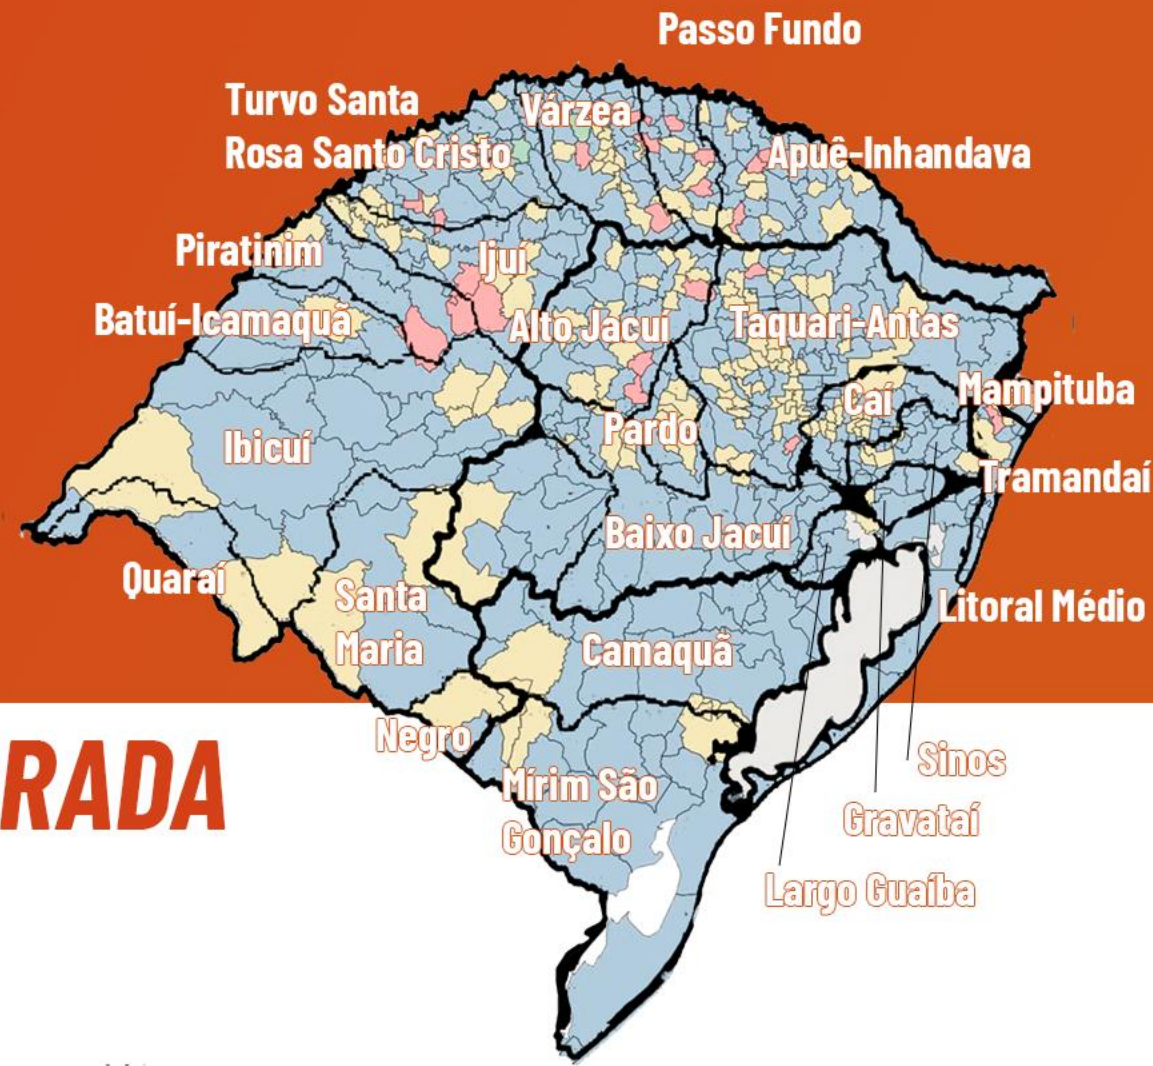 Passo Fundo
Turvo Santa
Rosa Santo Cristo
Várzea
Apuê-Inhandava
Piratinim
Ijuí
Batuí-Icamaquã
Alto Jacuí
Taquari-Antas
Caí
Mampituba
Ibicuí
Pardo
Tramandaí
Baixo Jacuí
Quaraí
Santa
Maria
Litoral Médio
Camaquã
Negro
Sinos
RADA
Mírim São
Gonçalo
Gravataí
Largo Guaíba